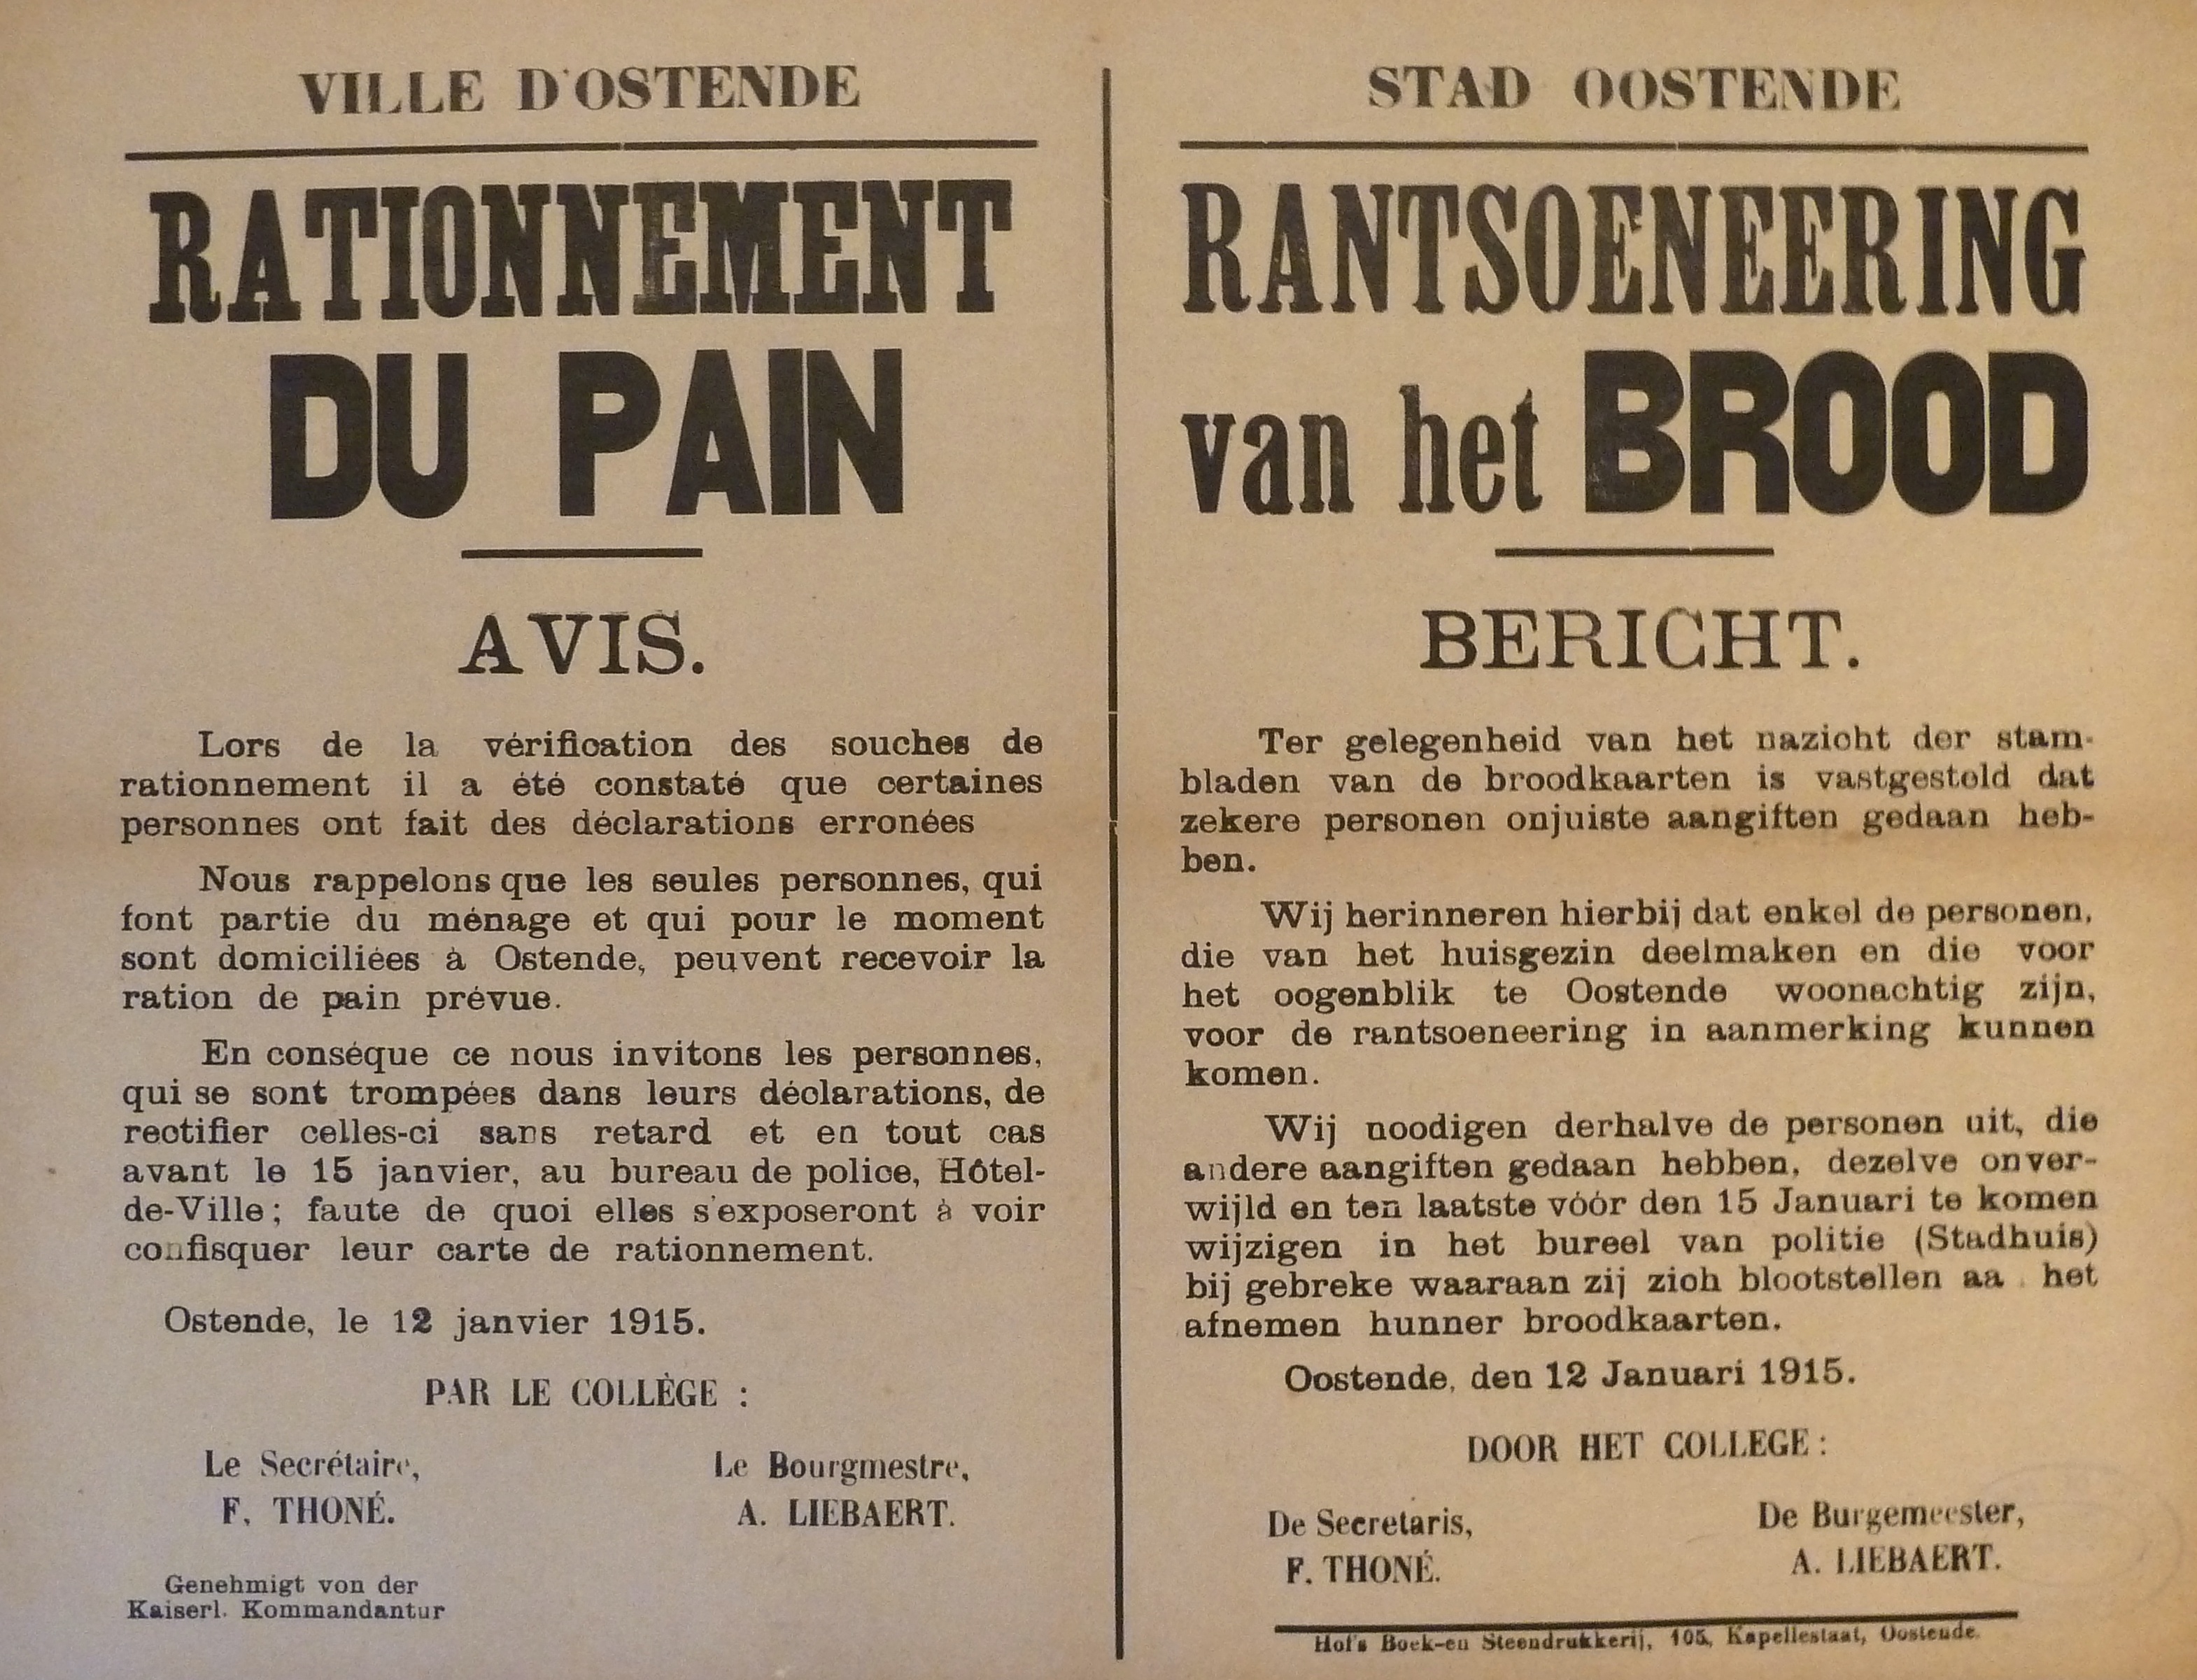 VILLE D'OSTENDE
RATIONNEMENT
DU PAIN
AVIS.
Lors de la vérification des souches de
rationnement il a été constaté que certaines
personnes ont fait des déclarations erronées
Nous rappelons que les seules personnes, qui
font partie du ménage et qui pour le moment
sont domiciliées à Ostende, peuvent recevoir la
ration de pain prévue.
En conséque ce nous invitons les personnes,
qui se sont trompées dans leurs déclarations, de
rectifier celles-ci sans retard et en tout cas
avant le 15 janvier, au bureau de police, Hôtel-
de-Ville; faute de quoi elles s'exposeront à voir
confisquer leur carte de rationnement.
Ostende, le 12 janvier 1915.
PAR LE COLLÈGE :
Le Secrétaire, Le Bourgmestre,
F. THONÉ. A. LIEBAERT.
Genehmigt von der
Kaiserl. Kommandantur
STAD OOSTENDE
RANTSOENEERING
van het BROOD
BERICHT.
Ter gelegenheid van het nazicht der stam-
bladen van de broodkaarten is vastgesteld dat
zekere personen onjuiste aangiften gedaan heb-
ben.
Wij herinneren hierbij dat enkel de personen,
die van het huisgezin deelmaken en die voor
het oogenblik te Oostende woonachtig zijn,
voor de rantsoeneering in aanmerking kunnen
komen.
Wij noodigen derhalve de personen uit, die
andere aangiften gedaan hebben, dezelve onver-
wijld en ten laatste vóór den 15 Januari te komen
wijzigen in het bureel van politie (Stadhuis)
bij gebreke waaraan zij zich blootstellen aa het
afnemen hunner broodkaarten.
Oostende, den 12 Januari 1915.
DOOR HET COLLEGE:
De Secretaris, De Burgemeester,
F. THONÉ. A. LIEBAERT.
Hof's Boek-en Steendrukkerij, 105, Kapellestaat, Oostende.